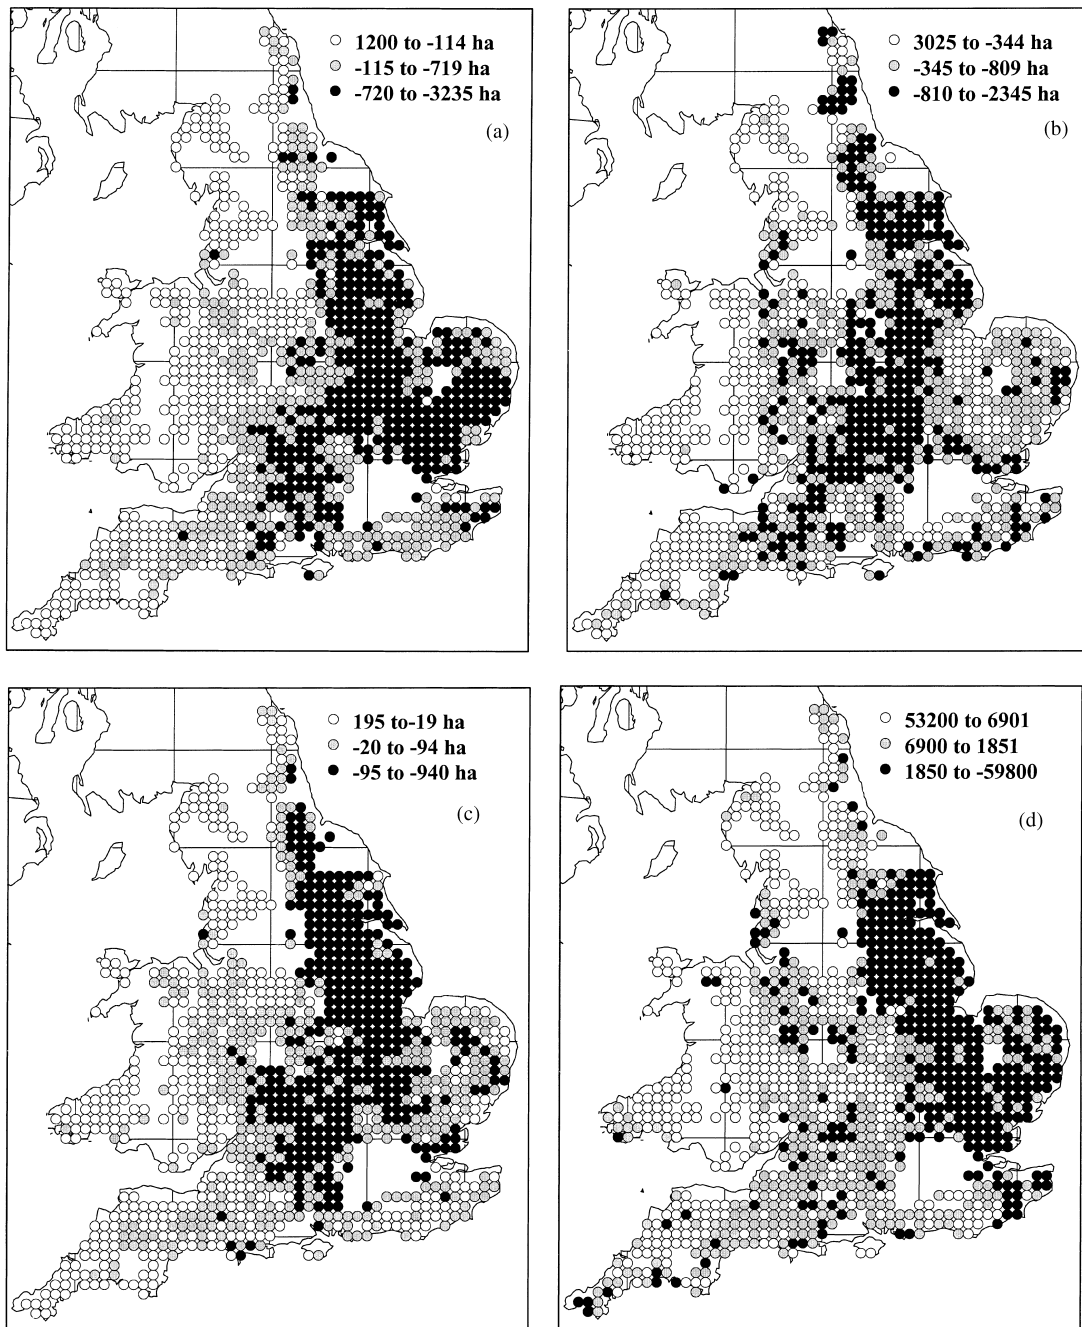 1200 to -114 ha
-115 to -719 ha
-720 to -3235 ha
(a)
3025 to -344 ha
-345 to -809 ha
-810 to -2345 ha
(b)
195 to-19 ha
-20 to -94 ha
-95 to -940 ha
(c)
53200 to 6901
6900 to 1851
1850 to -59800
(d)